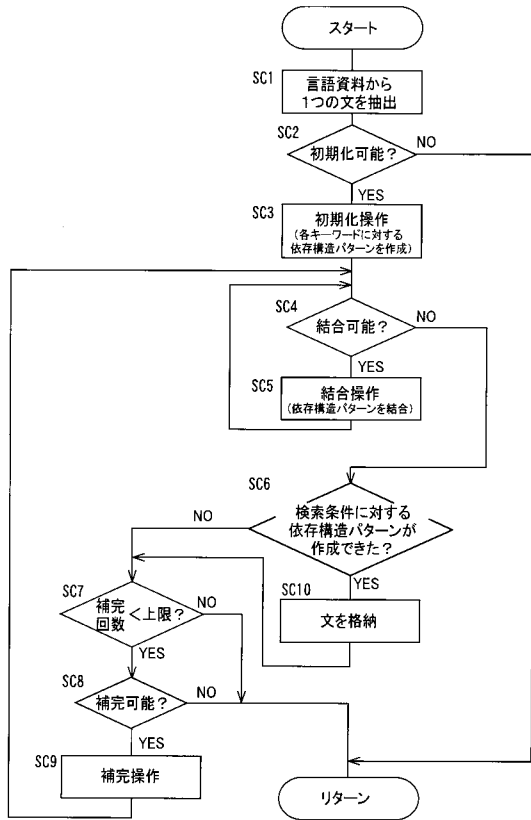 スタート
SC1
言語資料から
1つの文を抽出
SC2
初期化可能?
NO
YES
SC3
初期化操作
(各キーワードに対する
依存構造パターンを作成)
SC4
結合可能?
NO
YES
SC5
結合操作
(依存構造パターンを結合)
SC6
検索条件に対する
依存構造パターンが
作成できた?
NO
YES
SC10
文を格納
SC7
補完
回数<上限?
NO
YES
SC8
補完可能?
NO
YES
SC9
補完操作
リターン